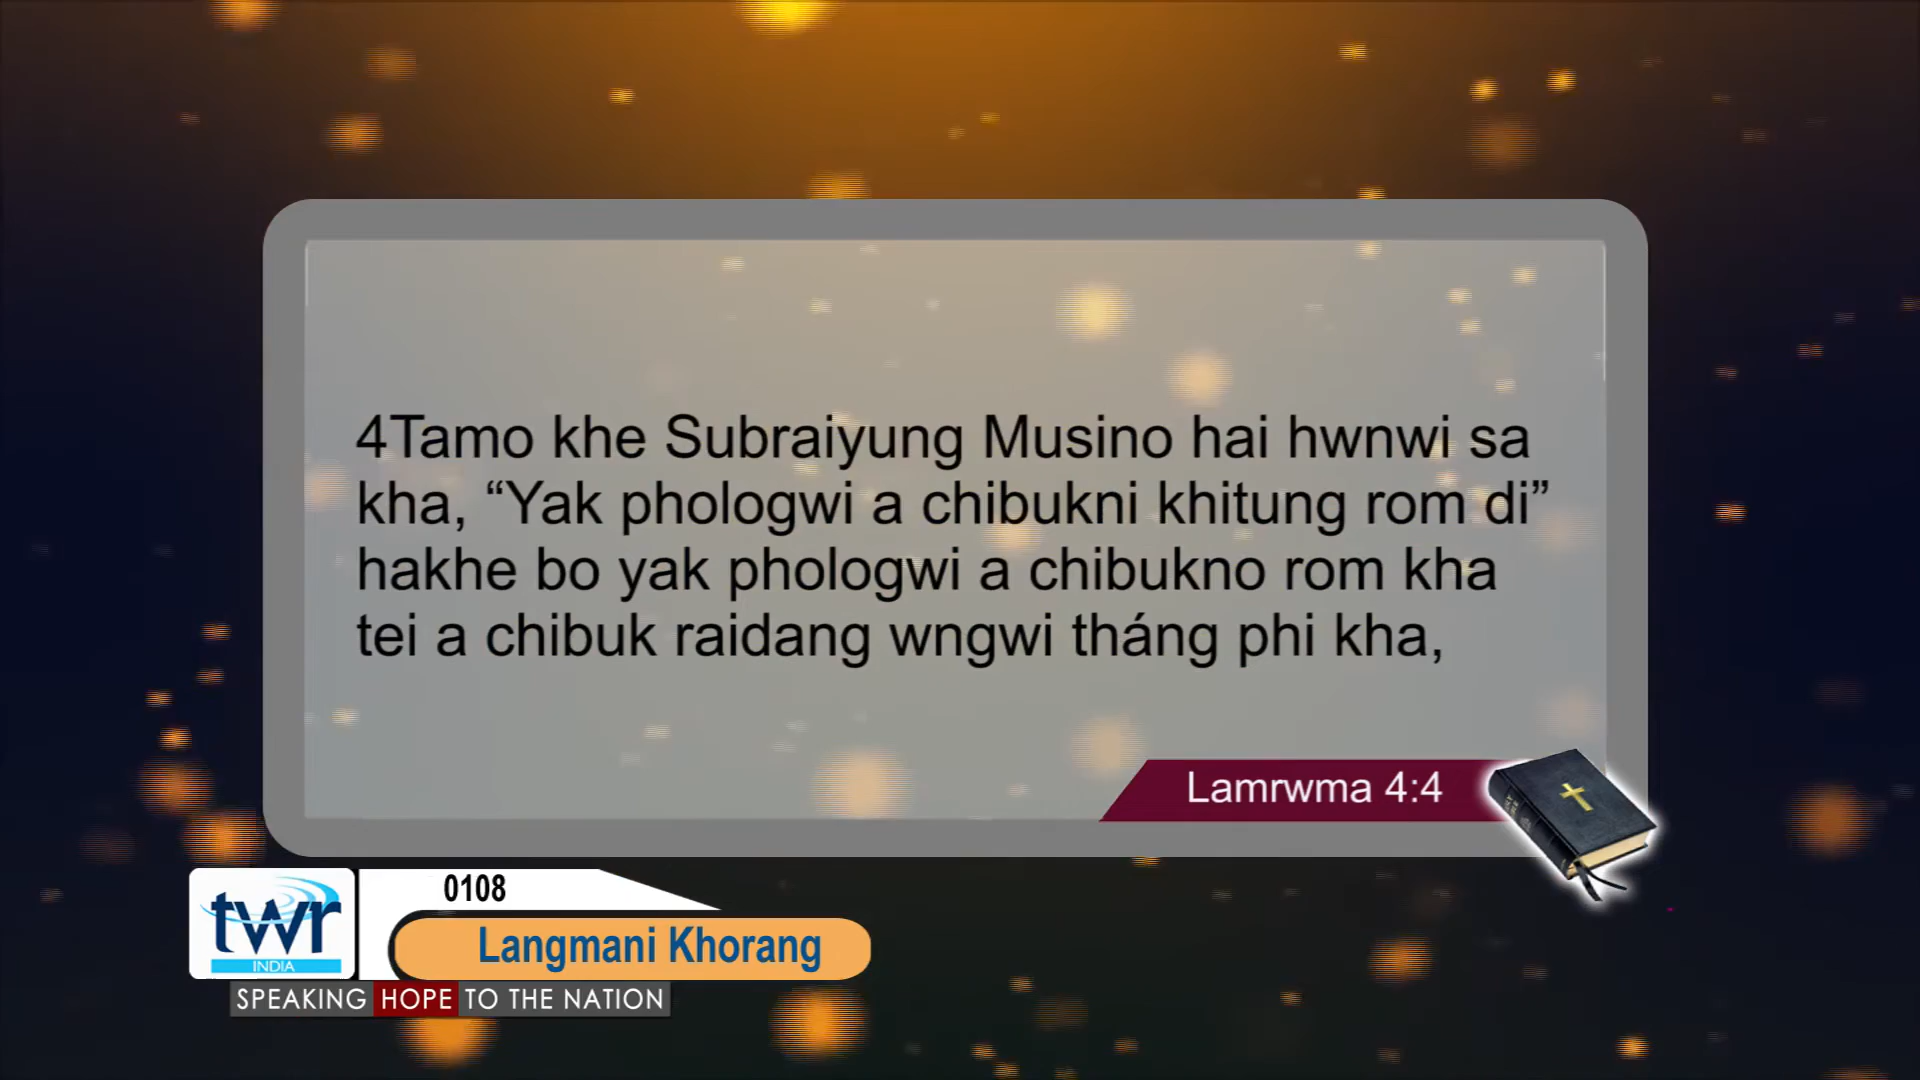 4Tamo khe Subraiyung Musino hai hwnwi sa
kha, “Yak phologwi a chibukni khitung rom di”
hakhe bo yak phologwi a chibukno rom kha
tei a chibuk raidang wngwi tháng phi kha,
Lamrwma 4:4
0108
twr
INDIA
Langmani Khorang
SPEAKING HOPE TO THE NATION